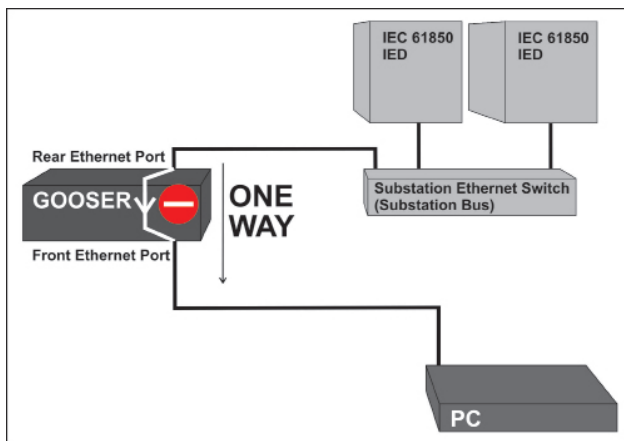 IEC 61850
IED
IEC 61850
IED
Rear Ethernet Port
GOOSER
ONE
WAY
Substation Ethernet Switch
(Substation Bus)
Front Ethernet Port
PC